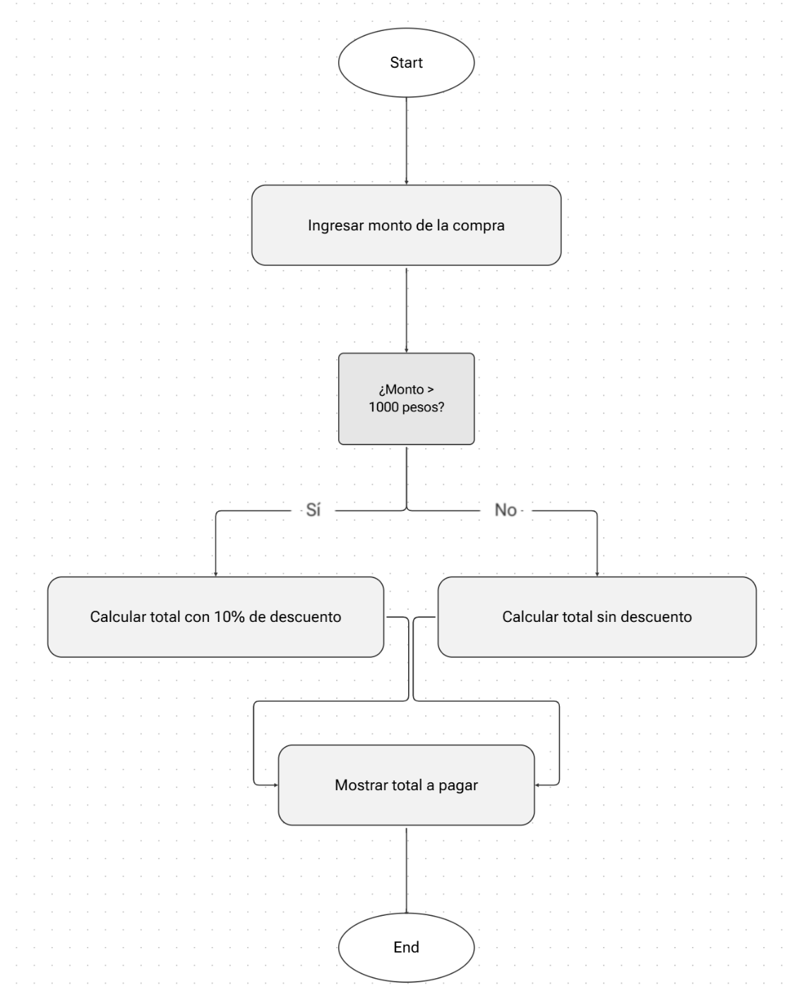 Start
Ingresar monto de la compra
¿Monto >
1000 pesos?
Sí
No
Calcular total con 10% de descuento
Calcular total sin descuento
Mostrar total a pagar
End